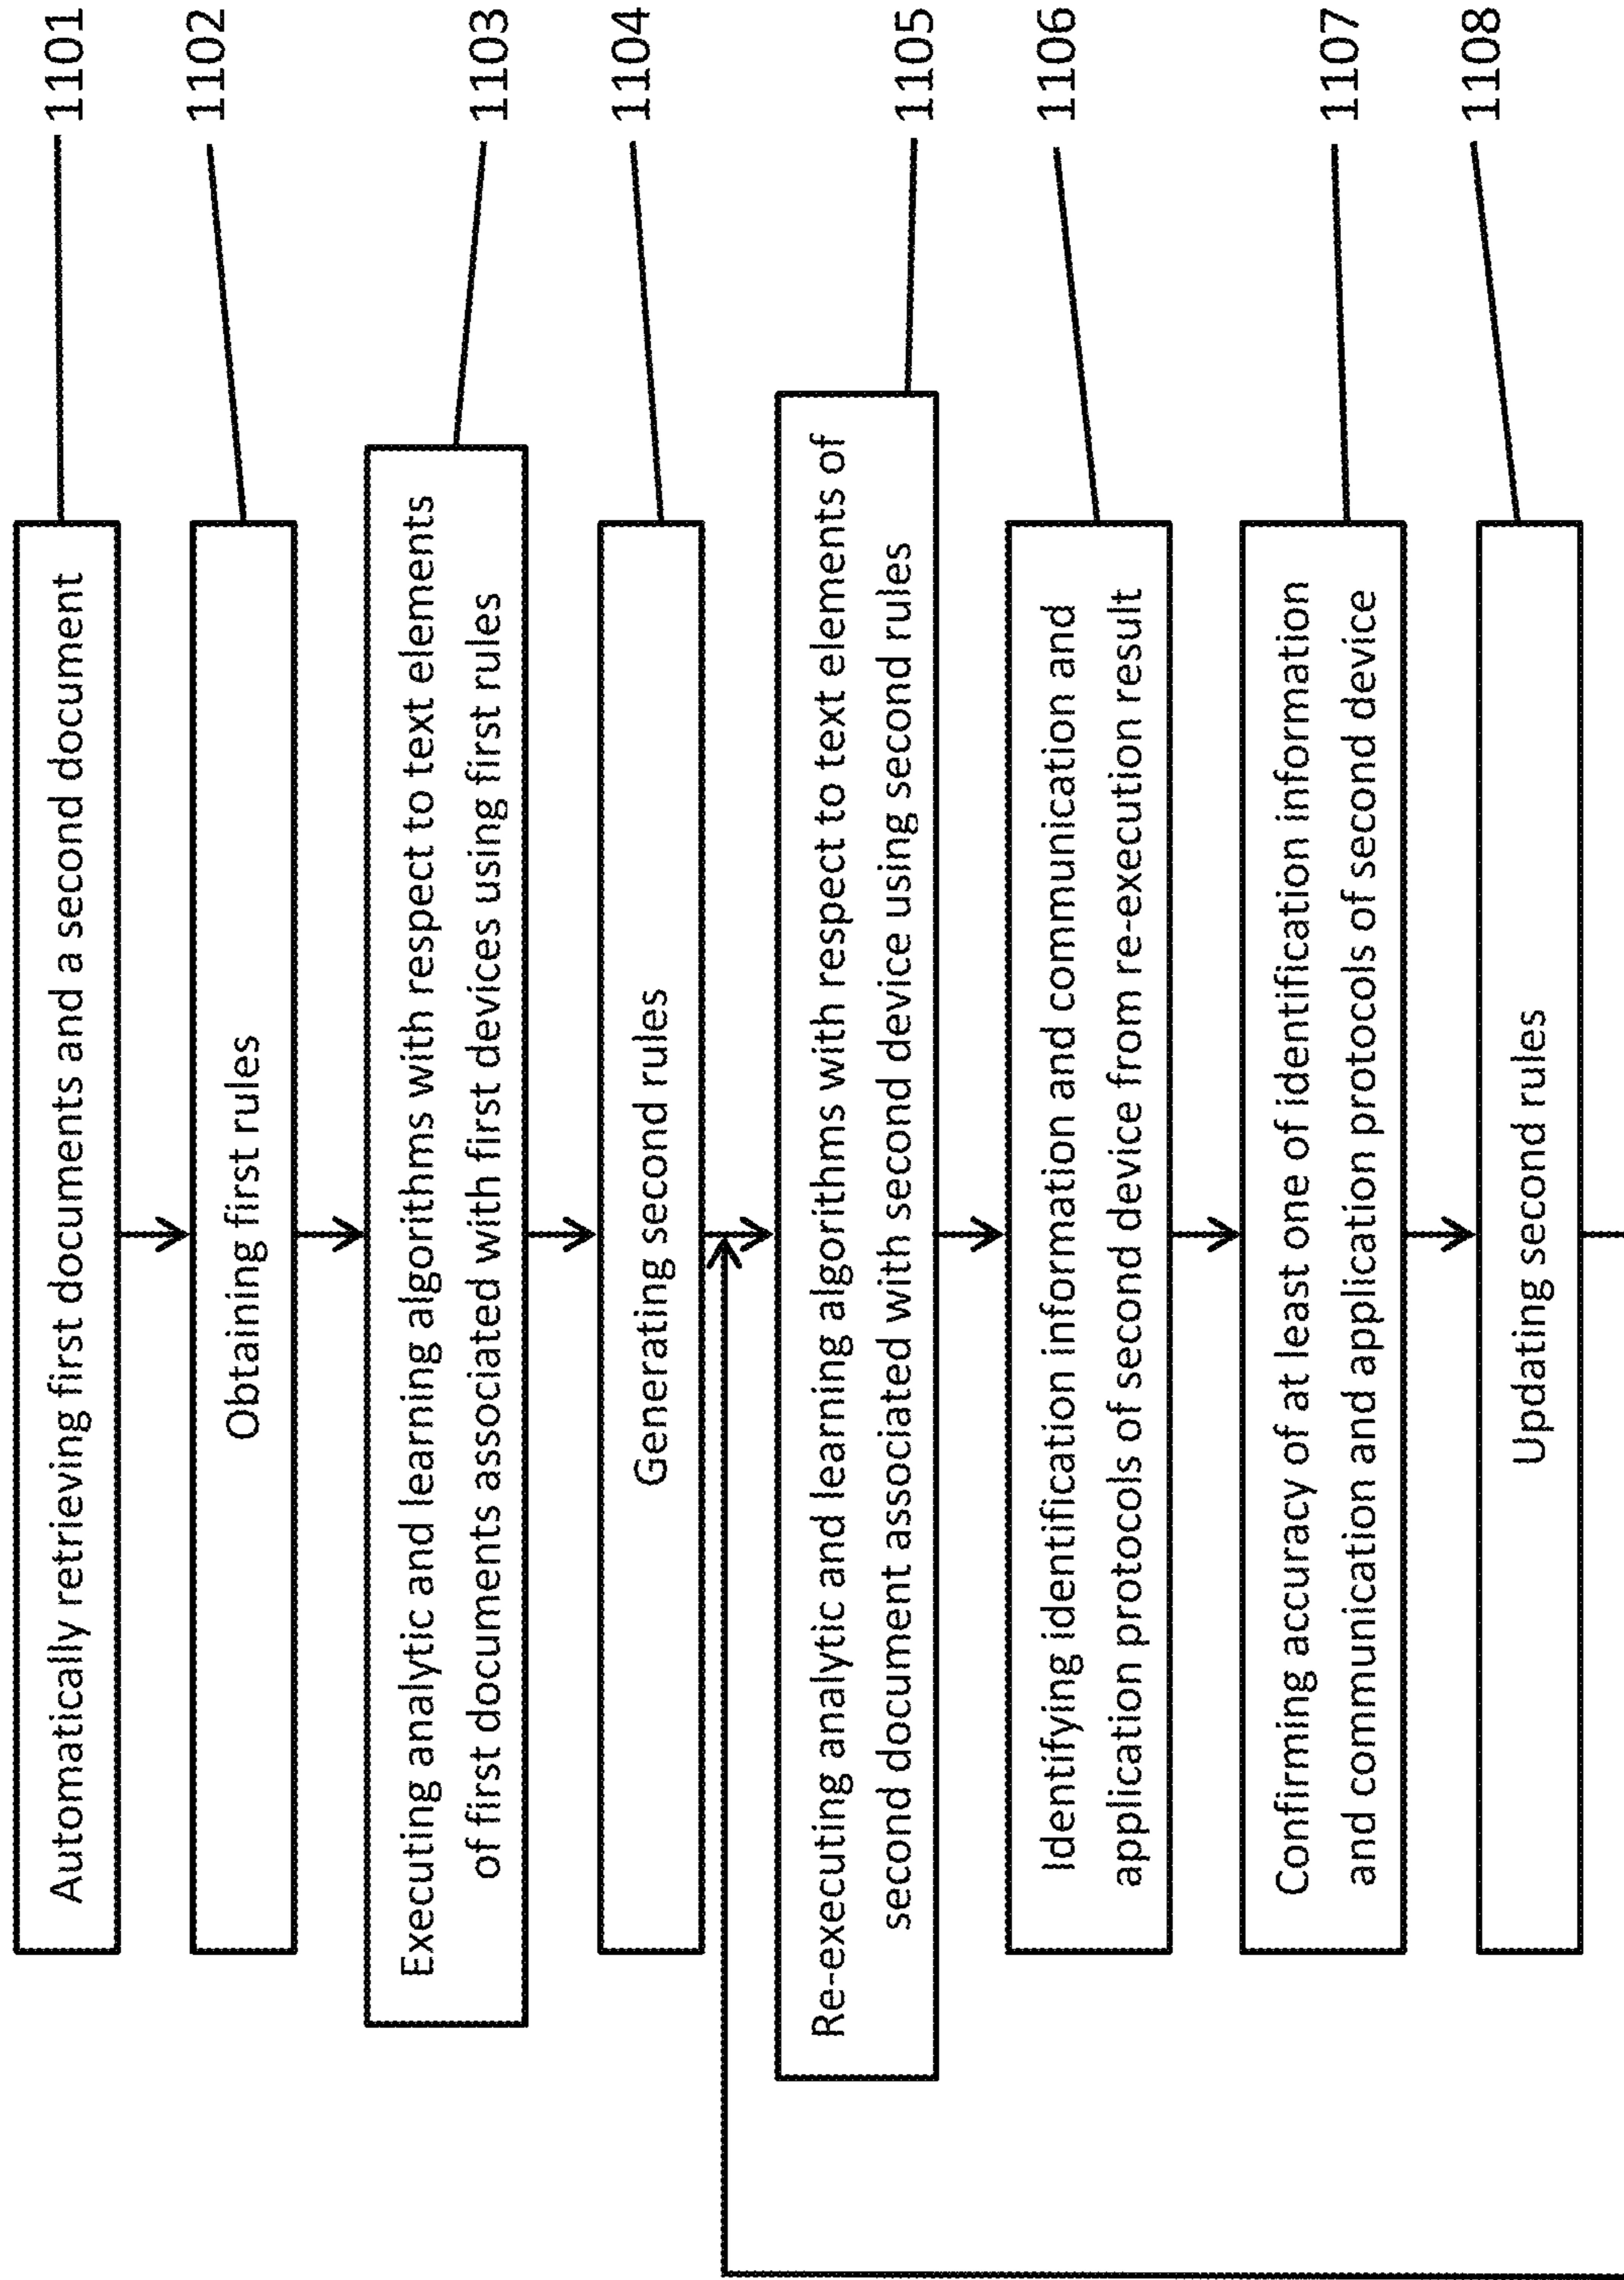 Automatically retrieving first documents and a second document
1101
Obtaining first rules
1102
Executing analytic and learning algorithms with respect to text elements
of first documents associated with first devices using first rules
1103
Generating second rules
1104
Re-executing analytic and learning algorithms with respect to text elements of
second document associated with second device using second rules
1105
Identifying identification information and communication and
application protocols of second device from re-execution result
1106
Confirming accuracy of at least one of identification information
and communication and application protocols of second device
1107
Updating second rules
1108